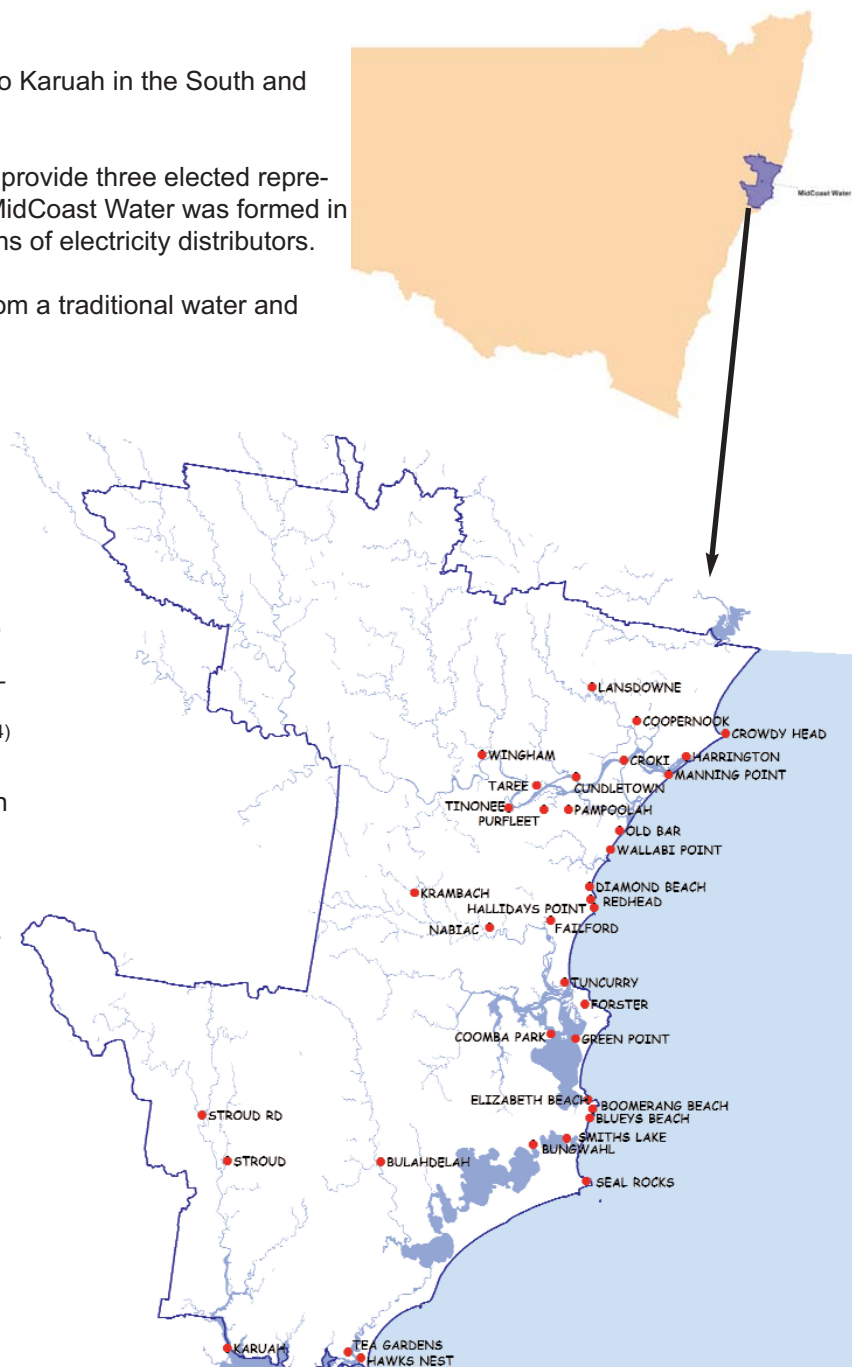 o Karuah in the South and
provide three elected repre-
MidCoast Water was formed in
ns of electricity distributors.
om a traditional water and
MidCoast Water
4)
n
LANSDOWNE
COOPERNOOK
CROWDY HEAD
WINGHAM
CROKI
HARRINGTON
MANNING POINT
TAREE
CUNDLETOWN
TINONEE
PURFLEET
PAMPOOLAH
OLD BAR
WALLABI POINT
DIAMOND BEACH
KRAMBACH
REDHEAD
HALLIDAYS POINT
NABIAC
FAILFORD
TUNCURRY
FORSTER
COOMBA PARK
GREEN POINT
ELIZABETH BEACH
BOOMERANG BEACH
STROUD RD
BLUEYS BEACH
SMITHS LAKE
BUNGWAHL
STROUD
BULAHDELAH
SEAL ROCKS
KARUAH
TEA GARDENS
HAWKS NEST